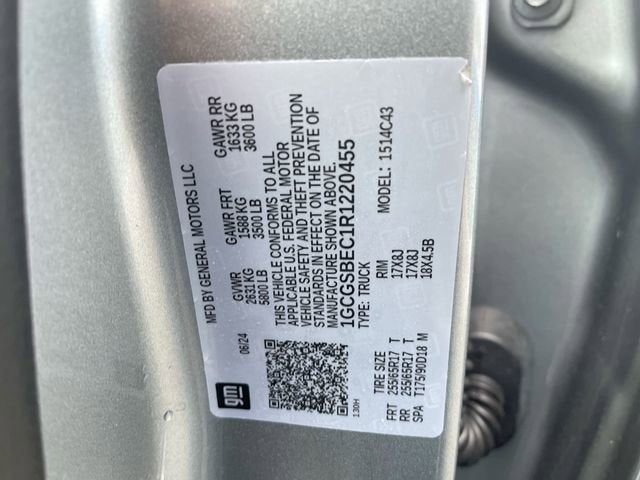 MFD BY GENERAL MOTORS LLC
06/24
GVWR GAWR FRT GAWR RR
2631 KG 1588 KG 1633 KG
5800 LB 3500 LB 3600 LB
THIS VEHICLE CONFORMS TO ALL
APPLICABLE U.S. FEDERAL MOTOR
VEHICLE SAFETY AND THEFT PREVENTION
STANDARDS IN EFFECT ON THE DATE OF
MANUFACTURE SHOWN ABOVE.
1GCGSBEC1R1220455
TYPE: TRUCK MODEL: 1514C43
gm
130H
TIRE SIZE RIM
FRT 255/65R17 T 17X8J
RR 255/65R17 T 17X8J
SPA T175/90D18 M 18X4.5B